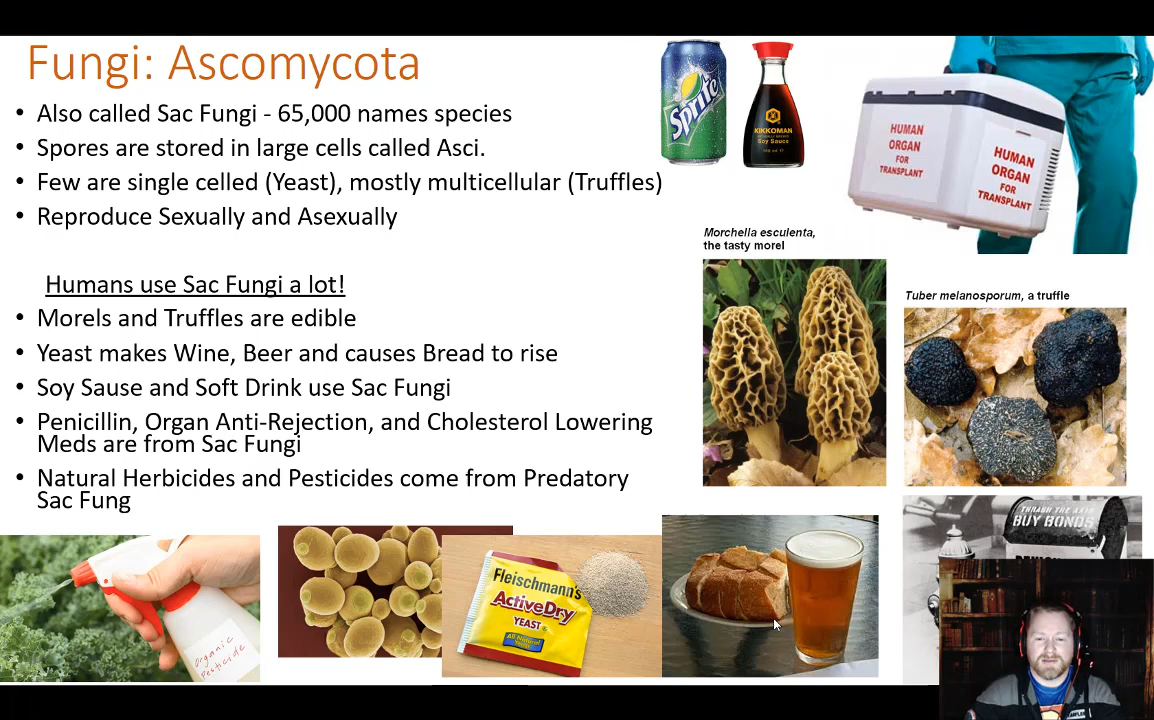 Fungi: Ascomycota
• Also called Sac Fungi - 65,000 names species
• Spores are stored in large cells called Asci.
• Few are single celled (Yeast), mostly multicellular (Truffles)
• Reproduce Sexually and Asexually
Humans use Sac Fungi a lot!
• Morels and Truffles are edible
• Yeast makes Wine, Beer and causes Bread to rise
• Soy Sause and Soft Drink use Sac Fungi
• Penicillin, Organ Anti-Rejection, and Cholesterol Lowering
Meds are from Sac Fungi
• Natural Herbicides and Pesticides come from Predatory
Sac Fung
Sprite
KIKKOMAN
Soy Sauce
HUMAN
ORGAN
FOR
TRANSPLANT
HUMAN
ORGAN
FOR
TRANSPLANT
Morchella esculenta,
the tasty morel
Tuber melanosporum, a truffle
organic
Pesticide
Fleischmann's
ActiveDry
YEAST
All Natural
BUY BONDS